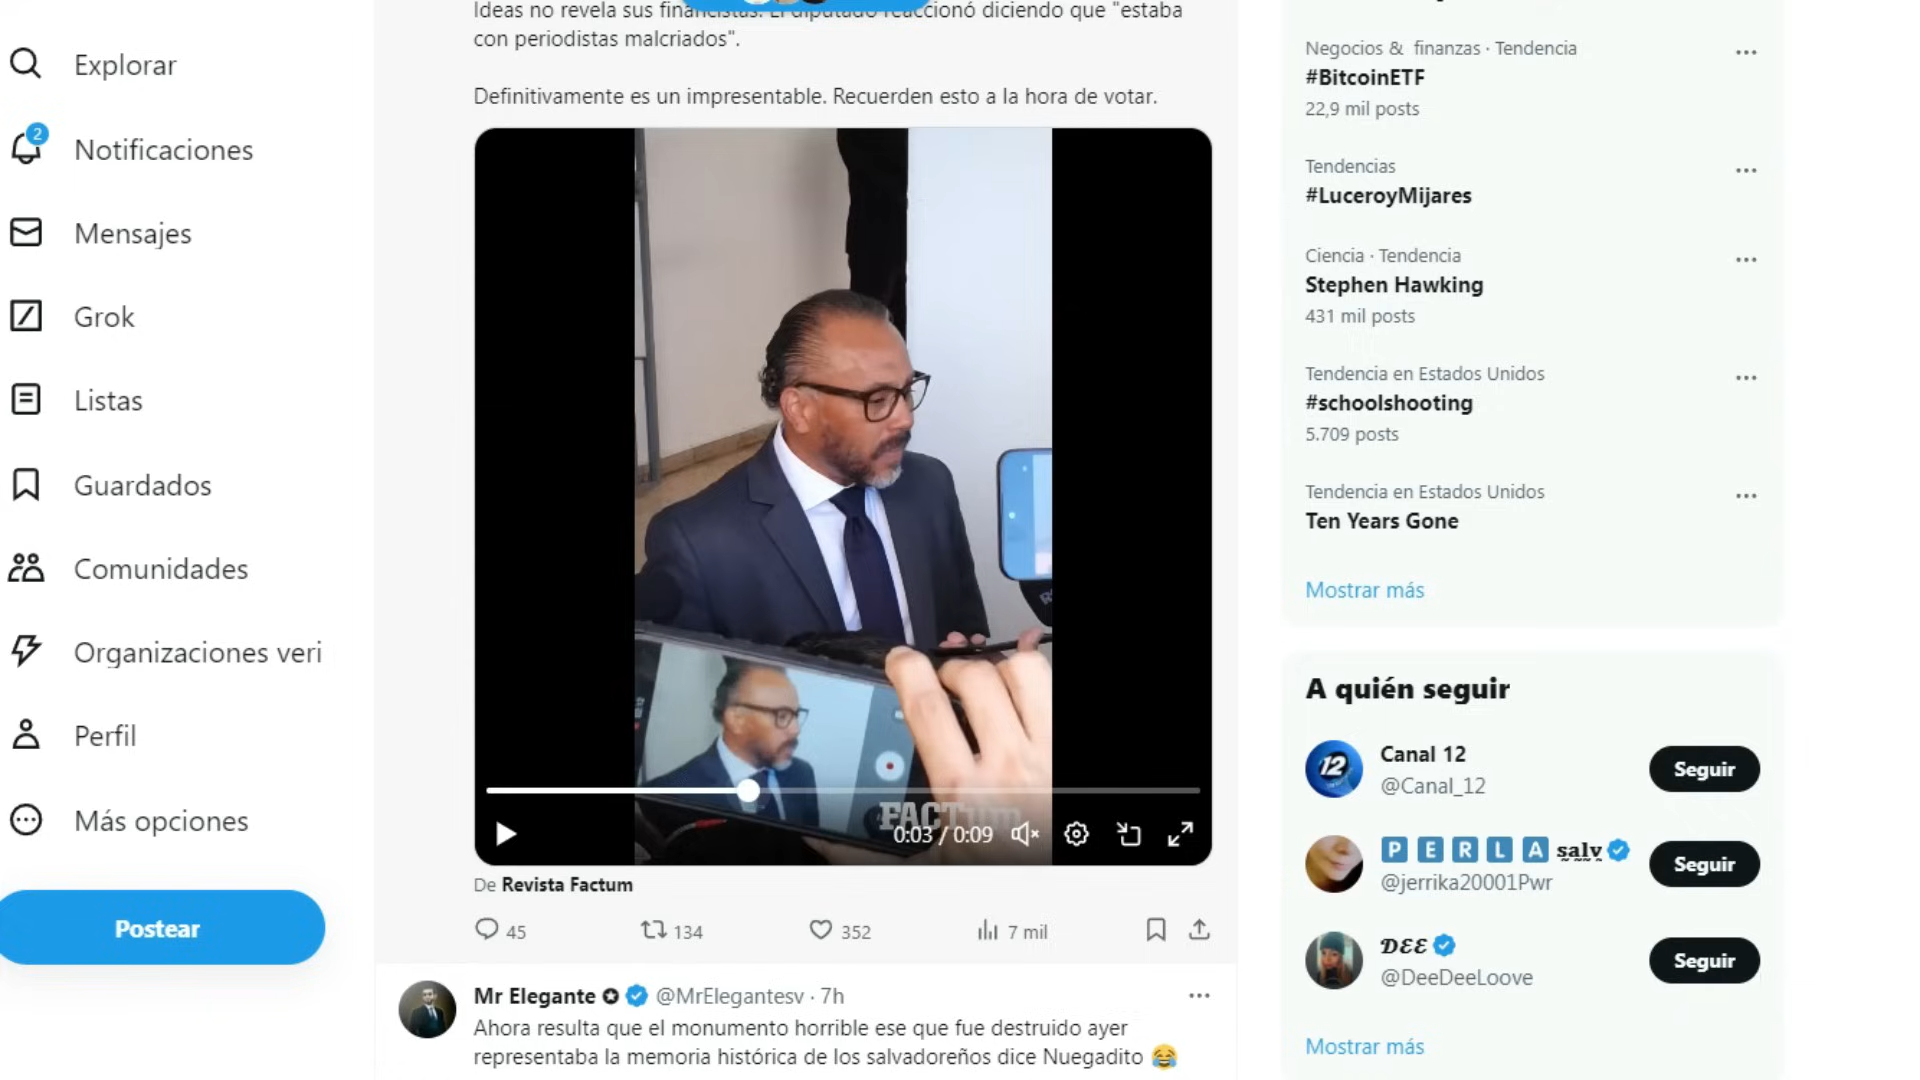 Explorar
2
Notificaciones
Mensajes
Grok
Listas
Guardados
Comunidades
Organizaciones veri
Perfil
Más opciones
Postear
Ideas no revela sus financistas. El diputado reaccionó diciendo que "estaba
con periodistas malcriados".
Definitivamente es un impresentable. Recuerden esto a la hora de votar.
FACTum
0:03 / 0:09
De Revista Factum
45
134
352
7 mil
Mr Elegante @MrElegantesv · 7h
Ahora resulta que el monumento horrible ese que fue destruido ayer
representaba la memoria histórica de los salvadoreños dice Nuegadito 😂
Negocios & finanzas · Tendencia
#BitcoinETF
22,9 mil posts
Tendencias
#LuceroyMijares
Ciencia · Tendencia
Stephen Hawking
431 mil posts
Tendencia en Estados Unidos
#schoolshooting
5.709 posts
Tendencia en Estados Unidos
Ten Years Gone
Mostrar más
A quién seguir
12
Canal 12
@Canal_12
Seguir
PERLA salv
@jerrika20001Pwr
Seguir
DEE
@DeeDeeLoove
Seguir
Mostrar más